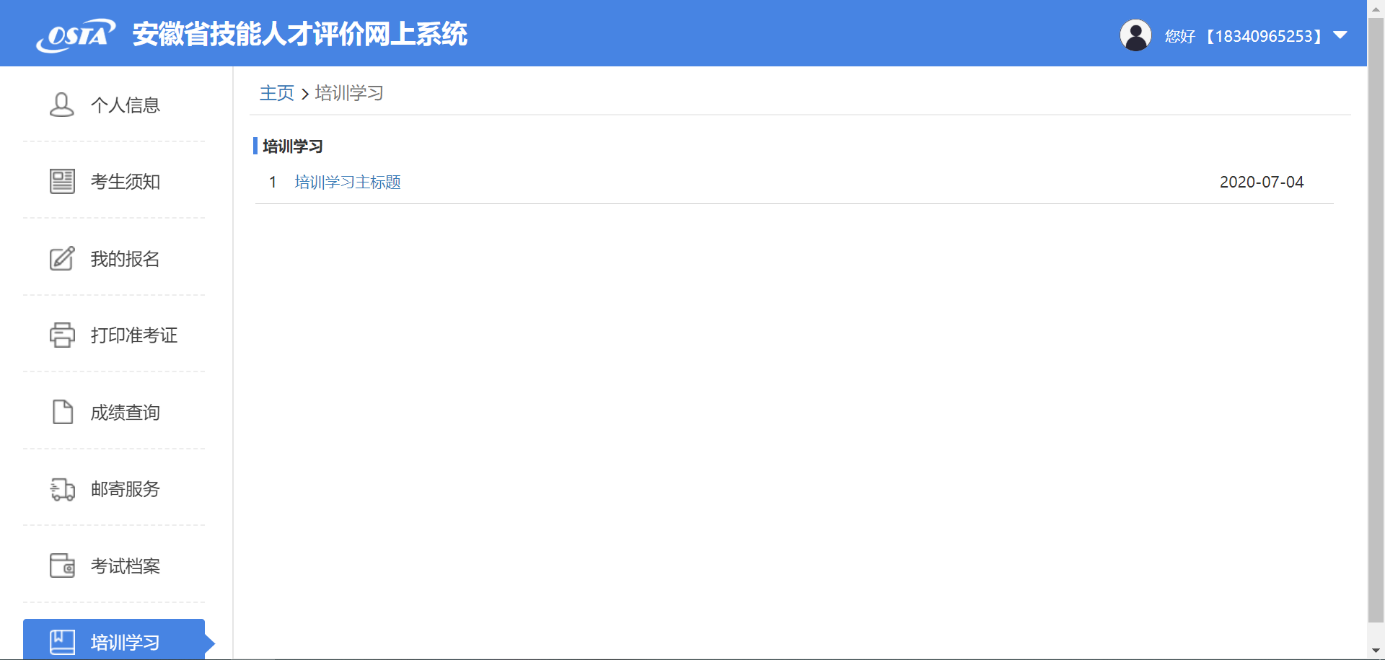 OSTA 安徽省技能人才评价网上系统
您好 【18340965253】
个人信息
考生须知
我的报名
打印准考证
成绩查询
邮寄服务
考试档案
培训学习
主页 > 培训学习
培训学习
1 培训学习主标题 2020-07-04